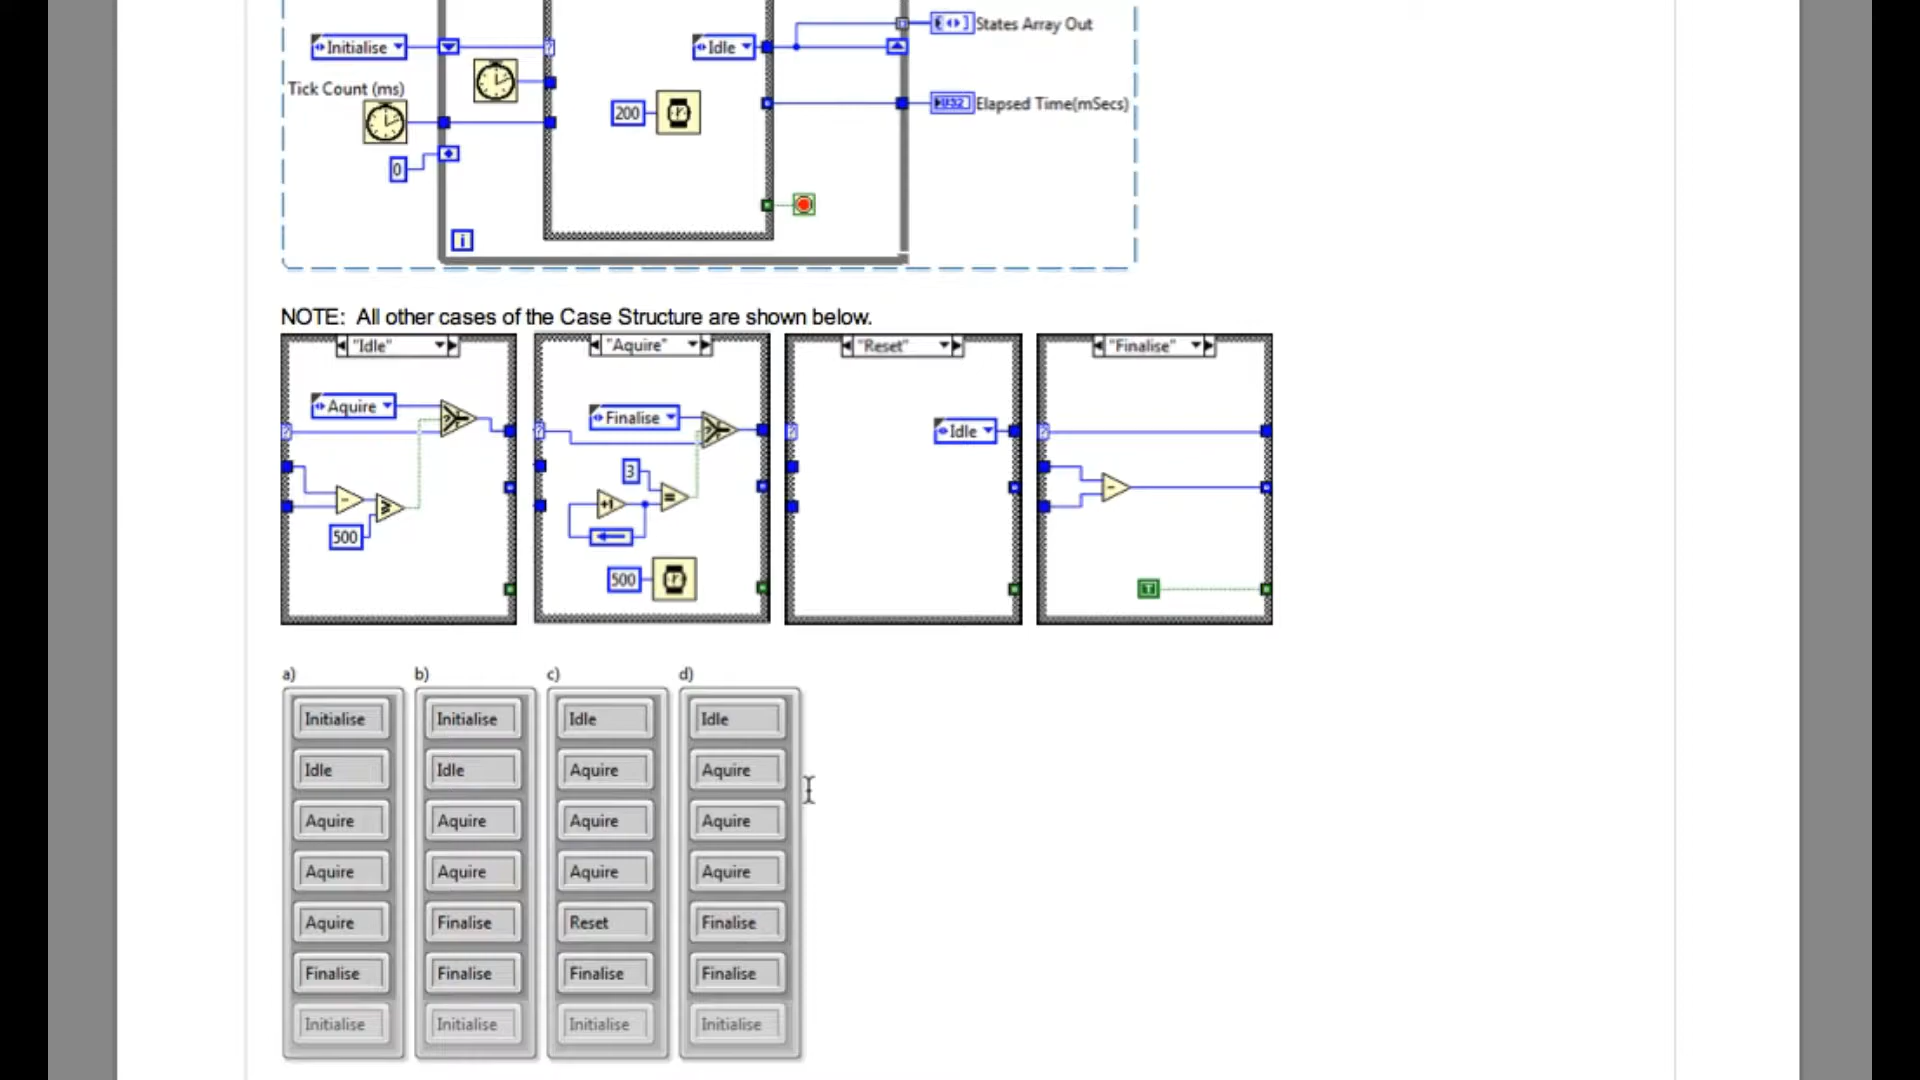 States Array Out
Initialise
Idle
Tick Count (ms)
200
U32
Elapsed Time(mSecs)
0
i
NOTE: All other cases of the Case Structure are shown below.
"Idle"
"Aquire"
"Reset"
"Finalise"
Aquire
Finalise
Idle
3
+1
500
500
T
a) b) c) d)
Initialise Initialise Idle Idle
Idle Idle Aquire Aquire
Aquire Aquire Aquire Aquire
Aquire Aquire Aquire Aquire
Aquire Finalise Reset Finalise
Finalise Finalise Finalise Finalise
Initialise Initialise Initialise Initialise